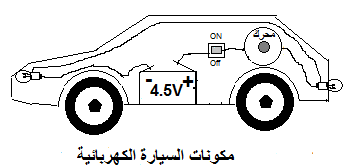 ON
محرك
Off
- 4.5V +
مكونات السيارة الكهربائية